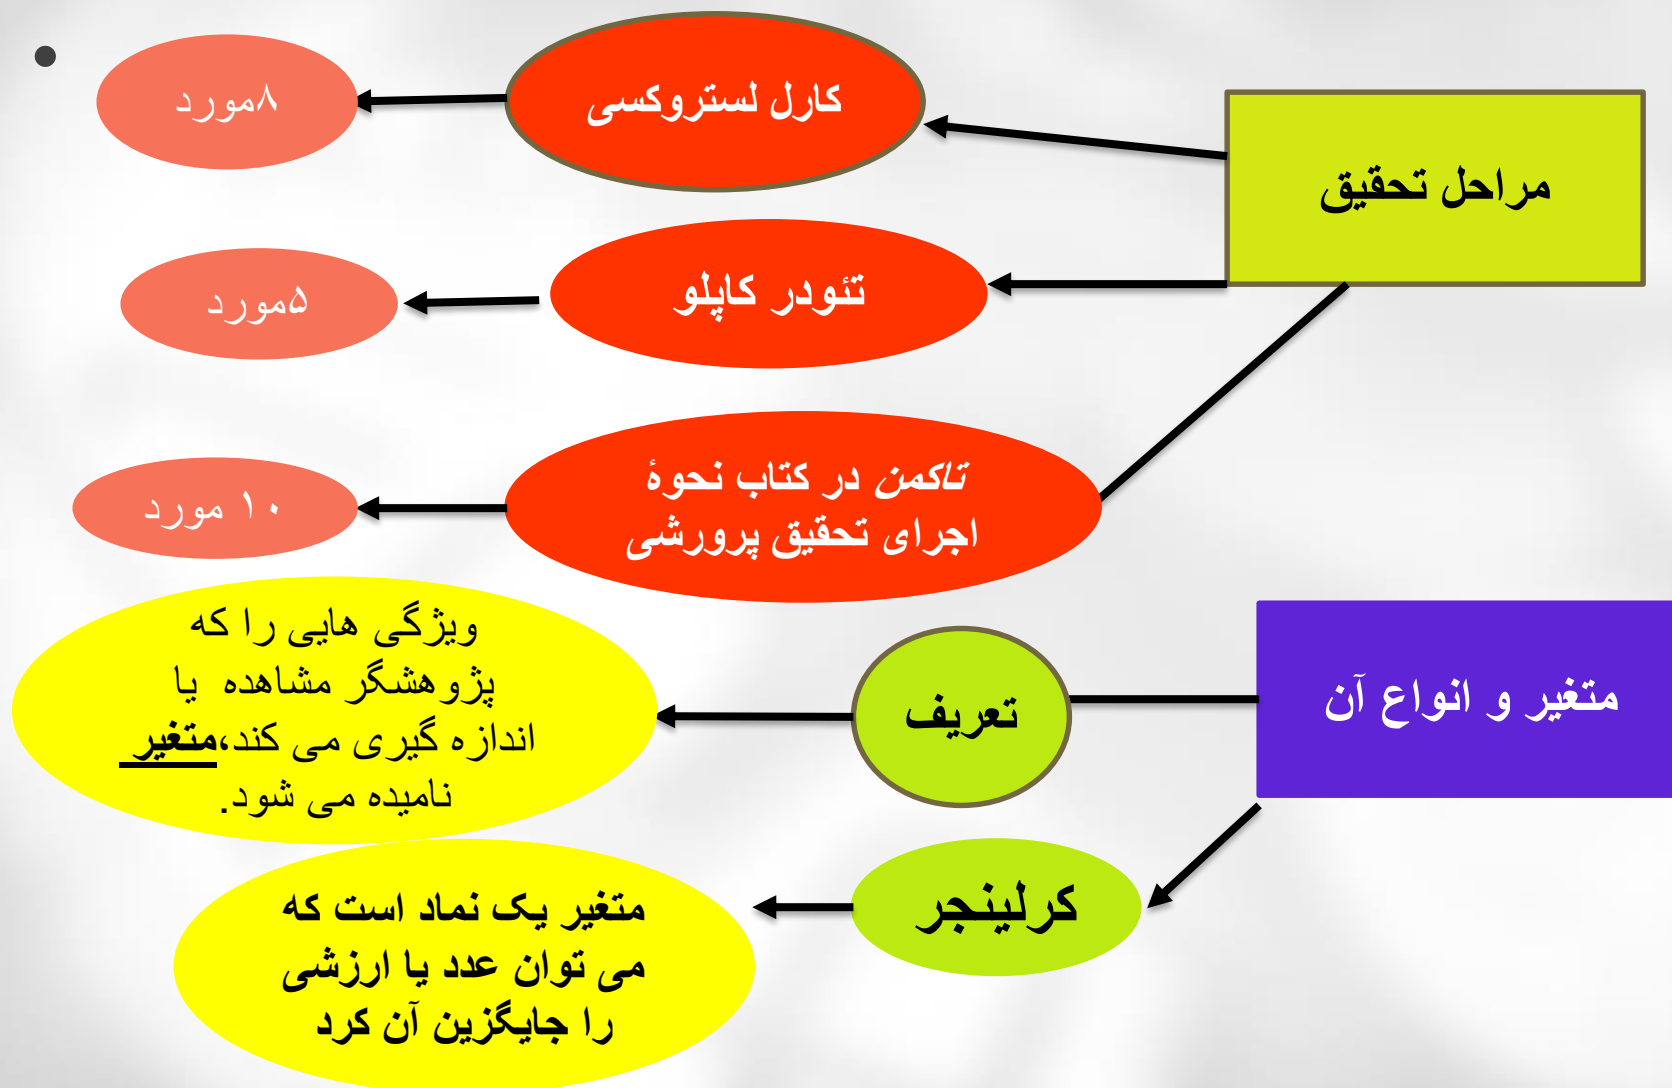 مراحل تحقیق
کارل لستروکسی
۸مورد
تئودر کاپلو
۵مورد
تاکمن در کتاب نحوۀ
اجرای تحقیق پرورشی
۱۰ مورد
متغیر و انواع آن
تعریف
ویژگی هایی را که
پژوهشگر مشاهده یا
اندازه گیری می کند،متغیر
نامیده می شود.
کرلینجر
متغیر یک نماد است که
می توان عدد یا ارزشی
را جایگزین آن کرد